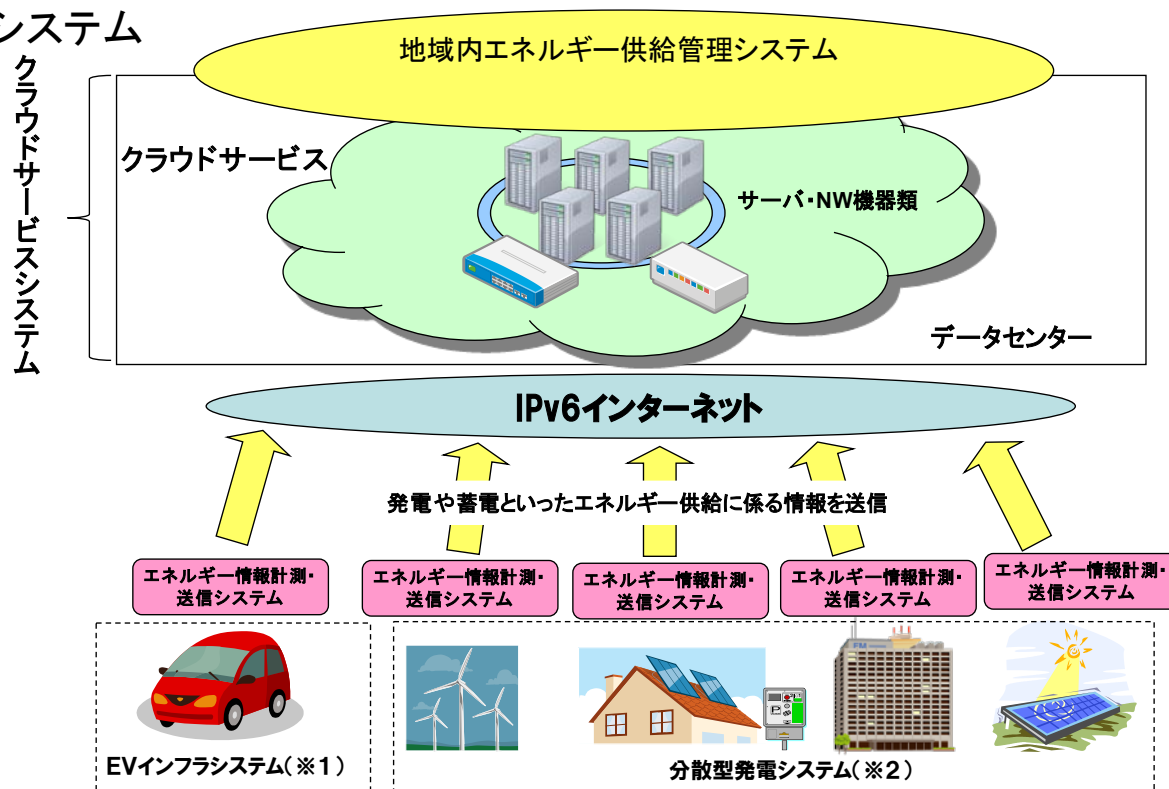 システム
地域内エネルギー供給管理システム
クラウドサービスシステム
クラウドサービス
サーバ・NW機器類
データセンター
IPv6インターネット
発電や蓄電といったエネルギー供給に係る情報を送信
エネルギー情報計測・
送信システム
エネルギー情報計測・
送信システム
エネルギー情報計測・
送信システム
エネルギー情報計測・
送信システム
エネルギー情報計測・
送信システム
EVインフラシステム(※1)
分散型発電システム(※2)